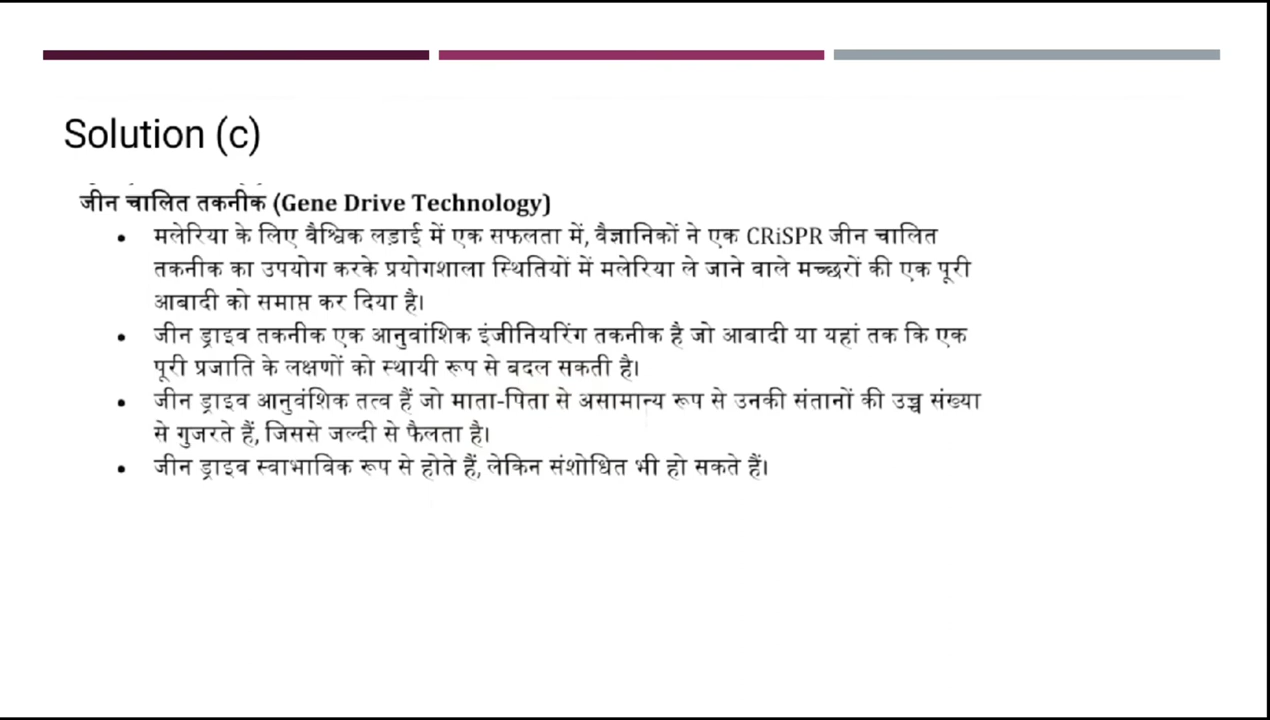 Solution (c)
जीन चालित तकनीक (Gene Drive Technology)
• मलेरिया के लिए वैश्विक लड़ाई में एक सफलता में, वैज्ञानिकों ने एक CRiSPR जीन चालित
तकनीक का उपयोग करके प्रयोगशाला स्थितियों में मलेरिया ले जाने वाले मच्छरों की एक पूरी
आबादी को समाप्त कर दिया है।
• जीन ड्राइव तकनीक एक आनुवांशिक इंजीनियरिंग तकनीक है जो आबादी या यहां तक कि एक
पूरी प्रजाति के लक्षणों को स्थायी रूप से बदल सकती है।
• जीन ड्राइव आनुवंशिक तत्व हैं जो माता-पिता से असामान्य रूप से उनकी संतानों की उच्च संख्या
से गुजरते हैं, जिससे जल्दी से फैलता है।
• जीन ड्राइव स्वाभाविक रूप से होते हैं, लेकिन संशोधित भी हो सकते हैं।